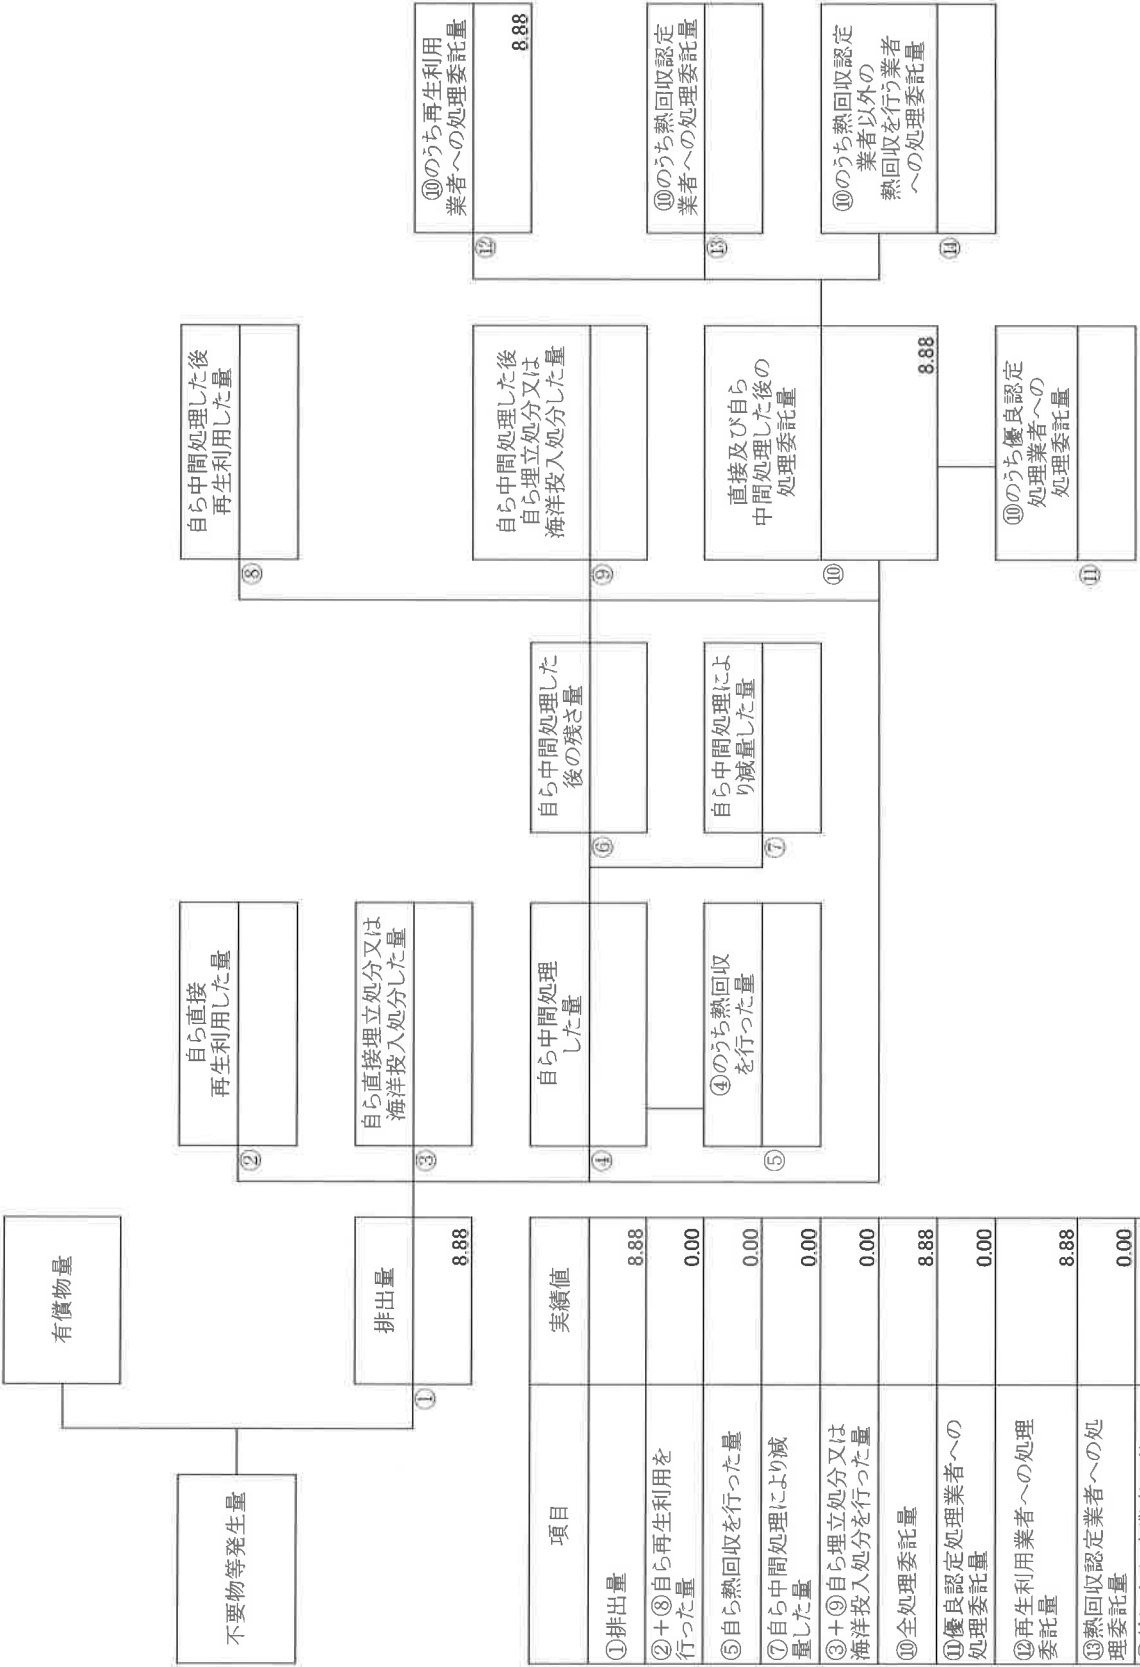 不要物等発生量
有償物量
①
排出量
8.88
②
自ら直接
再生利用した量
③
自ら直接埋立処分又は
海洋投入処分した量
④
自ら中間処理
した量
⑤
④のうち熱回収
を行った量
⑥
自ら中間処理した
後の残さ量
⑦
自ら中間処理によ
り減量した量
⑧
自ら中間処理した後
再生利用した量
⑨
自ら中間処理した後
自ら埋立処分又は
海洋投入処分した量
⑩
直接及び自ら
中間処理した後の
処理委託量
8.88
⑪
⑩のうち優良認定
処理業者への
処理委託量
⑫
⑩のうち再生利用
業者への処理委託量
8.88
⑬
⑩のうち熱回収認定
業者への処理委託量
⑭
⑩のうち熱回収認定
業者以外の
熱回収を行う業者
への処理委託量
項目 実績値
①排出量 8.88
②+⑧自ら再生利用を
行った量 0.00
⑤自ら熱回収を行った量 0.00
⑦自ら中間処理により減
量した量 0.00
③+⑨自ら埋立処分又は
海洋投入処分を行った量 0.00
⑩全処理委託量 8.88
⑪優良認定処理業者への
処理委託量 0.00
⑫再生利用業者への処理
委託量 8.88
⑬熱回収認定業者への処
理委託量 0.00